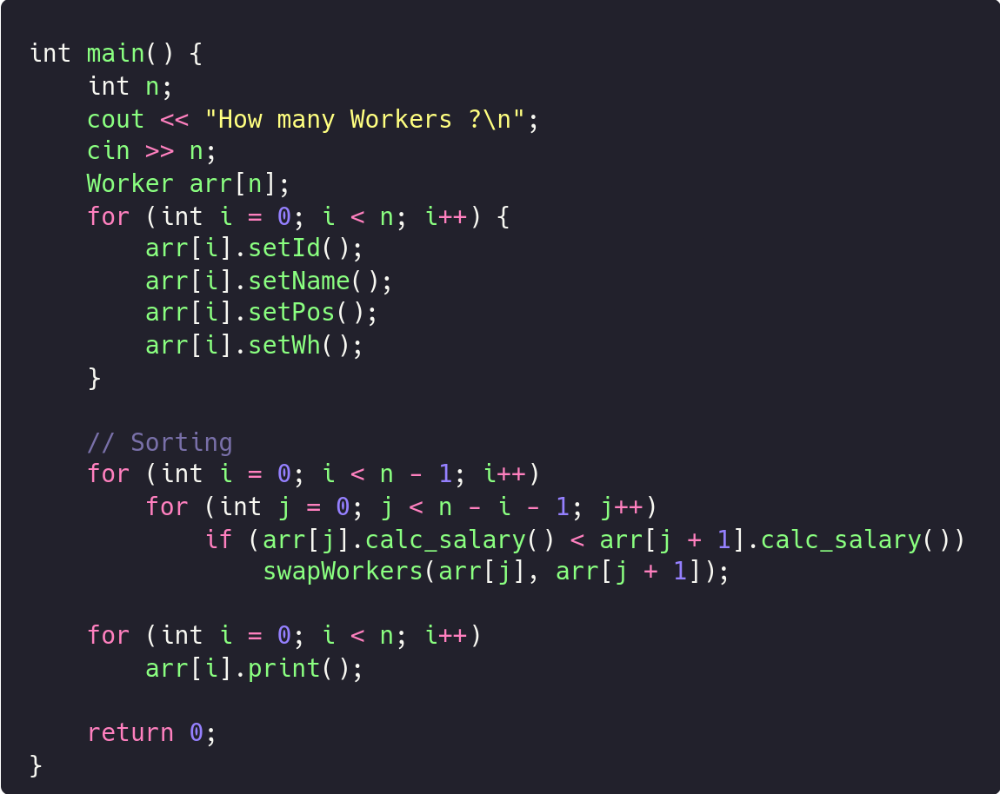 int main() {
    int n;
    cout << "How many Workers ?\n";
    cin >> n;
    Worker arr[n];
    for (int i = 0; i < n; i++) {
        arr[i].setId();
        arr[i].setName();
        arr[i].setPos();
        arr[i].setWh();
    }

    // Sorting
    for (int i = 0; i < n - 1; i++)
        for (int j = 0; j < n - i - 1; j++)
            if (arr[j].calc_salary() < arr[j + 1].calc_salary())
                swapWorkers(arr[j], arr[j + 1]);

    for (int i = 0; i < n; i++)
        arr[i].print();

    return 0;
}